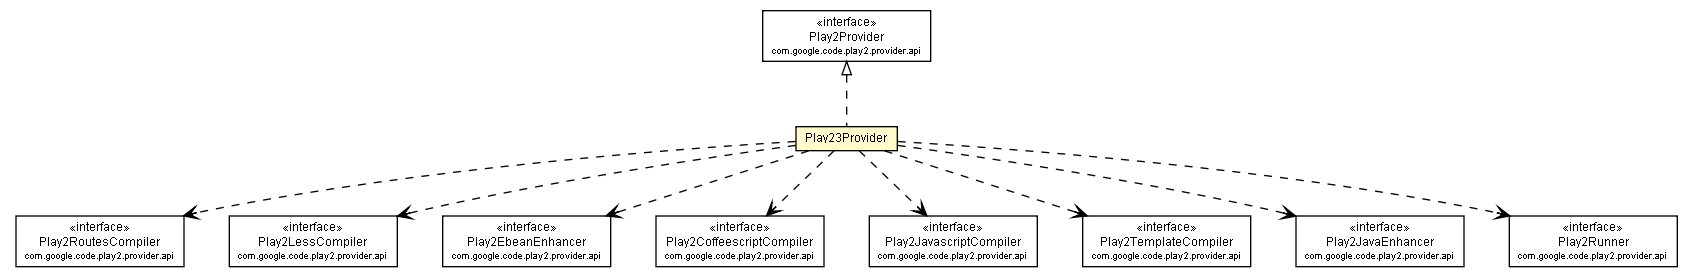 «interface»
Play2Provider
com.google.code.play2.provider.api
Play23Provider
«interface»
Play2RoutesCompiler
com.google.code.play2.provider.api
«interface»
Play2LessCompiler
com.google.code.play2.provider.api
«interface»
Play2EbeanEnhancer
com.google.code.play2.provider.api
«interface»
Play2CoffeescriptCompiler
com.google.code.play2.provider.api
«interface»
Play2JavascriptCompiler
com.google.code.play2.provider.api
«interface»
Play2TemplateCompiler
com.google.code.play2.provider.api
«interface»
Play2JavaEnhancer
com.google.code.play2.provider.api
«interface»
Play2Runner
com.google.code.play2.provider.api